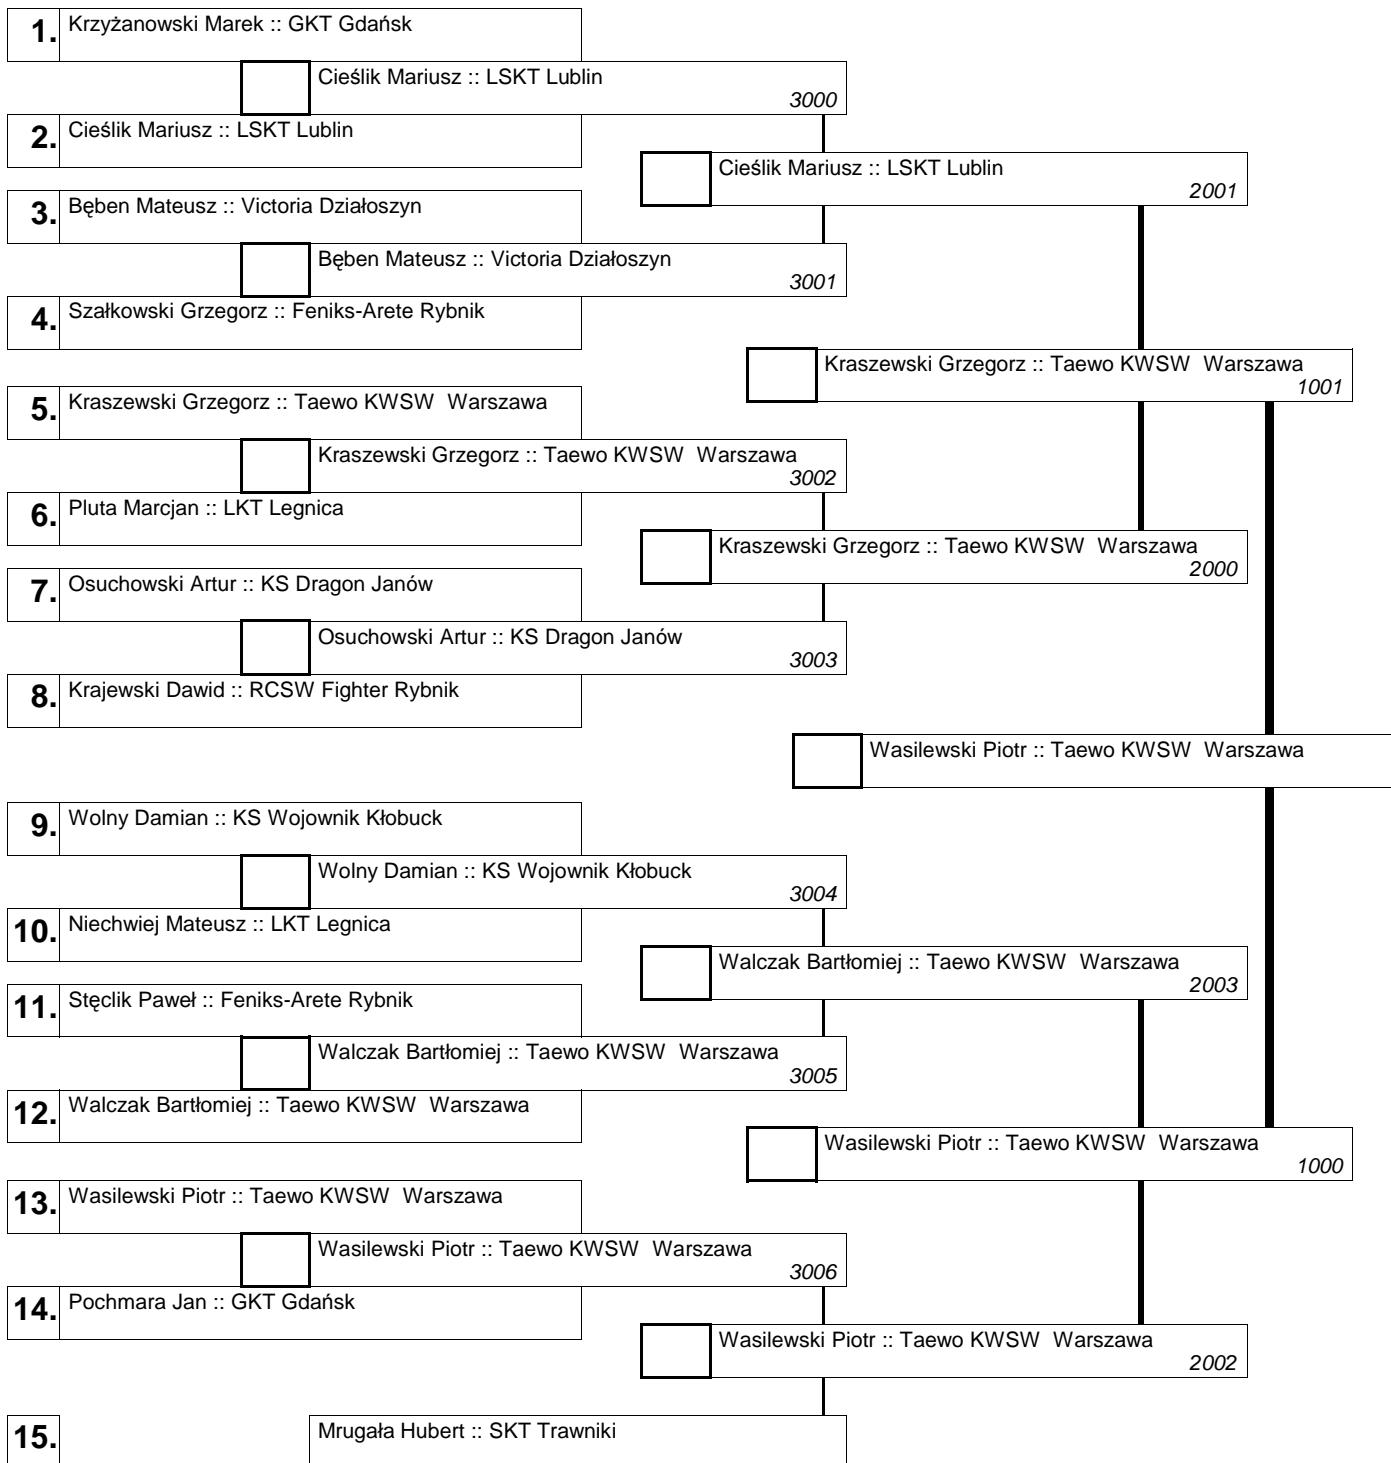 1. Krzyżanowski Marek :: GKT Gdańsk
Cieślik Mariusz :: LSKT Lublin
3000
2. Cieślik Mariusz :: LSKT Lublin
Cieślik Mariusz :: LSKT Lublin
2001
3. Bęben Mateusz :: Victoria Działoszyn
Bęben Mateusz :: Victoria Działoszyn
3001
4. Szałkowski Grzegorz :: Feniks-Arete Rybnik
Kraszewski Grzegorz :: Taewo KWSW Warszawa
1001
5. Kraszewski Grzegorz :: Taewo KWSW Warszawa
Kraszewski Grzegorz :: Taewo KWSW Warszawa
3002
6. Pluta Marcjan :: LKT Legnica
Kraszewski Grzegorz :: Taewo KWSW Warszawa
2000
7. Osuchowski Artur :: KS Dragon Janów
Osuchowski Artur :: KS Dragon Janów
3003
8. Krajewski Dawid :: RCSW Fighter Rybnik
Wasilewski Piotr :: Taewo KWSW Warszawa
9. Wolny Damian :: KS Wojownik Kłobuck
Wolny Damian :: KS Wojownik Kłobuck
3004
10. Niechwiej Mateusz :: LKT Legnica
Walczak Bartłomiej :: Taewo KWSW Warszawa
2003
11. Stęclik Paweł :: Feniks-Arete Rybnik
Walczak Bartłomiej :: Taewo KWSW Warszawa
3005
12. Walczak Bartłomiej :: Taewo KWSW Warszawa
Wasilewski Piotr :: Taewo KWSW Warszawa
1000
13. Wasilewski Piotr :: Taewo KWSW Warszawa
Wasilewski Piotr :: Taewo KWSW Warszawa
3006
14. Pochmara Jan :: GKT Gdańsk
Wasilewski Piotr :: Taewo KWSW Warszawa
2002
15. Mrugała Hubert :: SKT Trawniki